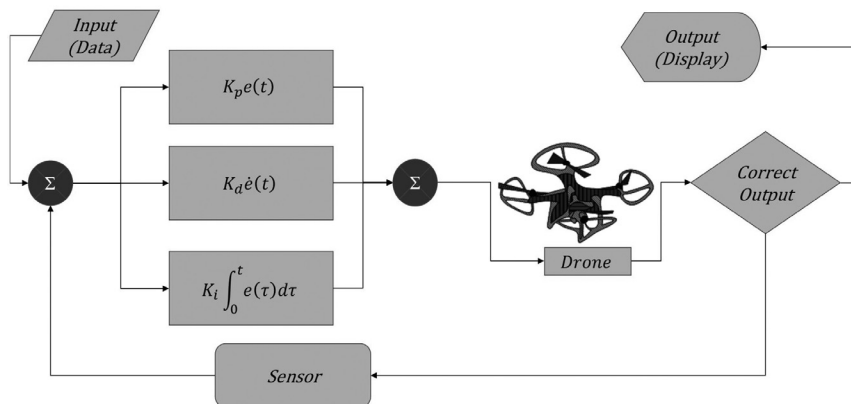 Input
(Data)
Output
(Display)
K_p e(t)
Σ
K_d ė(t)
Σ
Correct
Output
Drone
K_i ∫_0^t e(τ)dτ
Sensor